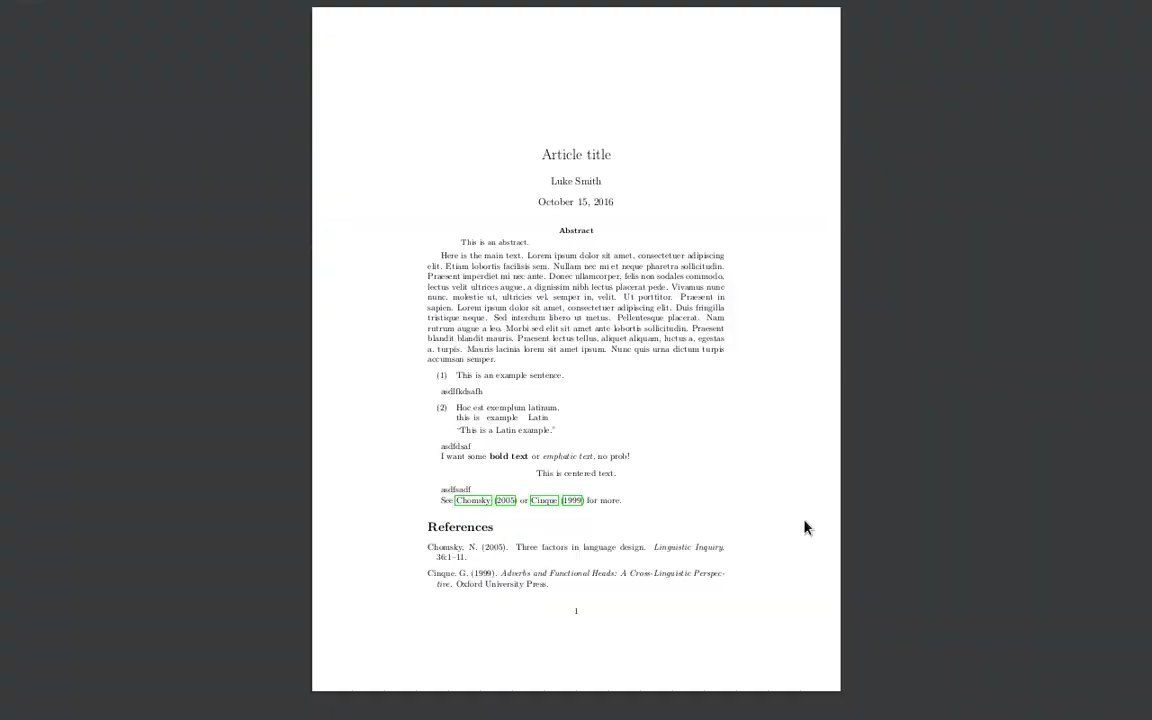 Article title
Luke Smith
October 15, 2016
Abstract
This is an abstract.
Here is the main text. Lorem ipsum dolor sit amet, consectetuer adipiscing
elit. Etiam lobortis facilisis sem. Nullam nec mi et neque pharetra sollicitudin.
Praesent imperdiet mi nec ante. Donec ullamcorper, felis non sodales commodo,
lectus velit ultrices augue, a dignissim nibh lectus placerat pede. Vivamus nunc
nunc, molestie ut, ultricies vel, semper in, velit. Ut porttitor. Praesent in
sapien. Lorem ipsum dolor sit amet, consectetuer adipiscing elit. Duis fringilla
tristique neque. Sed interdum libero ut metus. Pellentesque placerat. Nam
rutrum augue a leo. Morbi sed elit sit amet ante lobortis sollicitudin. Praesent
blandit blandit mauris. Praesent lectus tellus, aliquet aliquam, luctus a, egestas
a, turpis. Mauris lacinia lorem sit amet ipsum. Nunc quis urna dictum turpis
accumsan semper.
(1) This is an example sentence.
asdlfkdsafh
(2) Hoc est exemplum latinum.
this is example Latin
“This is a Latin example.”
asdfdsaf
I want some bold text or emphatic text, no prob!
This is centered text.
asdfsadf
See Chomsky (2005) or Cinque (1999) for more.
References
Chomsky, N. (2005). Three factors in language design. Linguistic Inquiry,
36:1–11.
Cinque, G. (1999). Adverbs and Functional Heads: A Cross-Linguistic Perspec-
tive. Oxford University Press.
1